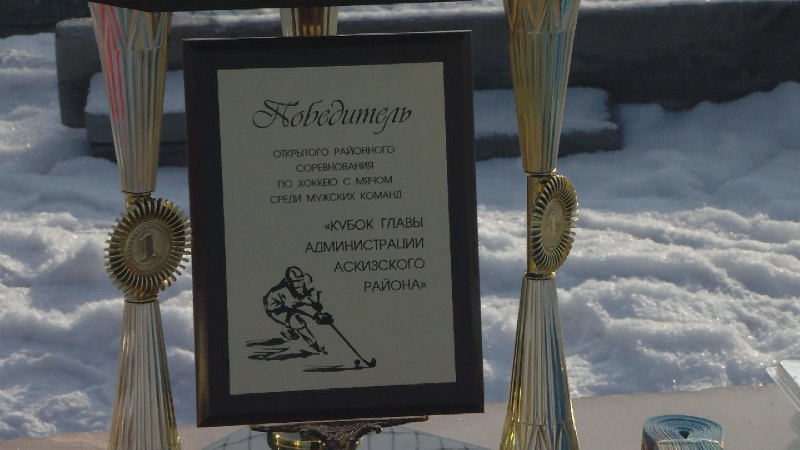 Победитель
ОТКРЫТОГО РАЙОННОГО
СОРЕВНОВАНИЯ
ПО ХОККЕЮ С МЯЧОМ
СРЕДИ МУЖСКИХ КОМАНД
«КУБОК ГЛАВЫ
АДМИНИСТРАЦИИ
АСКИЗСКОГО
РАЙОНА»
1
1